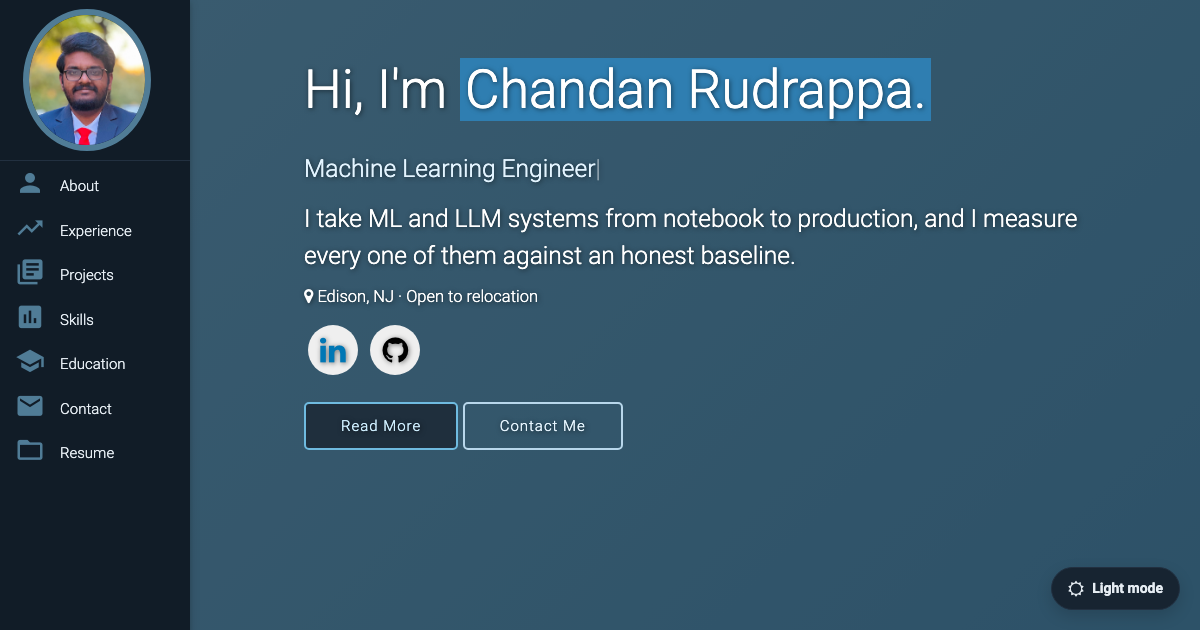 About
Experience
Projects
Skills
Education
Contact
Resume
Hi, I'm Chandan Rudrappa.
Machine Learning Engineer|
I take ML and LLM systems from notebook to production, and I measure
every one of them against an honest baseline.
Edison, NJ · Open to relocation
in
Read More
Contact Me
Light mode